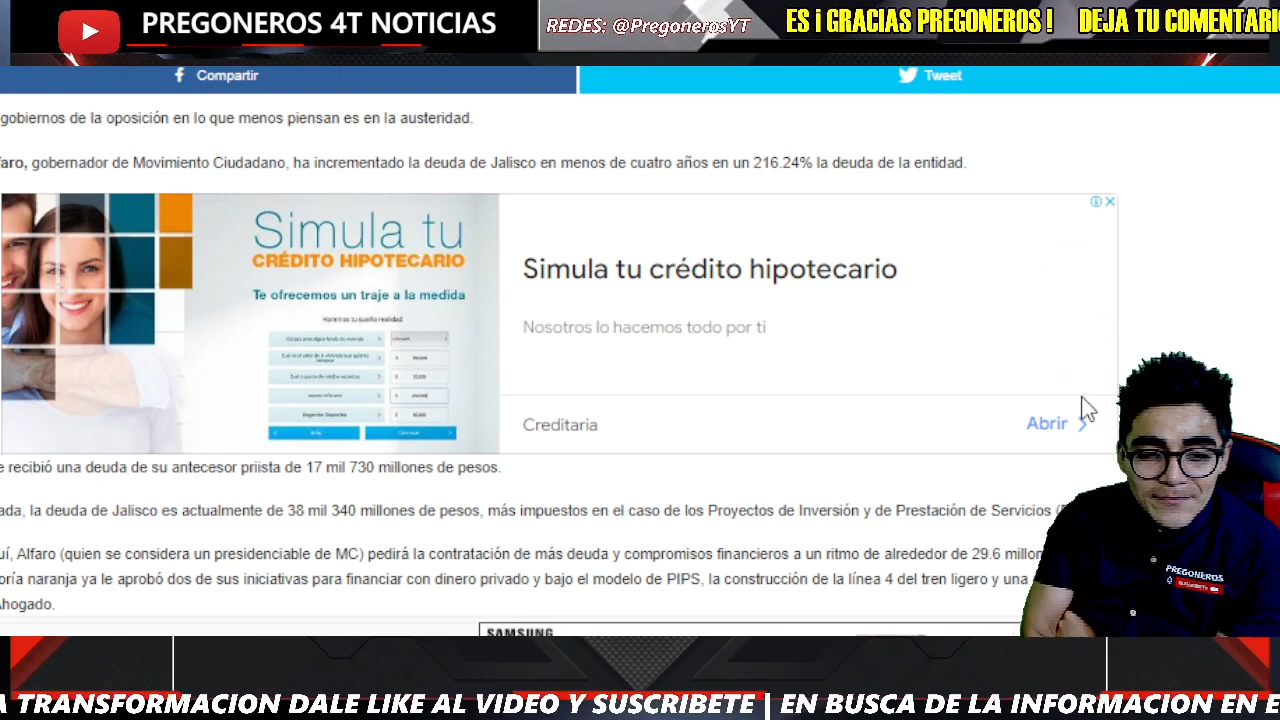 PREGONEROS 4T NOTICIAS
REDES: @PregonerosYT
ES ¡ GRACIAS PREGONEROS ! DEJA TU COMENTARI
Compartir
Tweet
gobiernos de la oposición en lo que menos piensan es en la austeridad.
faro, gobernador de Movimiento Ciudadano, ha incrementado la deuda de Jalisco en menos de cuatro años en un 216.24% la deuda de la entidad.
Simula tu
CRÉDITO HIPOTECARIO
Te ofrecemos un traje a la medida
Hacemos tu sueño realidad
Simula tu crédito hipotecario
Nosotros lo hacemos todo por ti
Creditaria
Abrir
e recibió una deuda de su antecesor priista de 17 mil 730 millones de pesos.
ada, la deuda de Jalisco es actualmente de 38 mil 340 millones de pesos, más impuestos en el caso de los Proyectos de Inversión y de Prestación de Servicios
uí, Alfaro (quien se considera un presidenciable de MC) pedirá la contratación de más deuda y compromisos financieros a un ritmo de alrededor de 29.6 millon
oría naranja ya le aprobó dos de sus iniciativas para financiar con dinero privado y bajo el modelo de PIPS, la construcción de la línea 4 del tren ligero y una
Ahogado.
SAMSUNG
PREGONEROS
A TRANSFORMACION DALE LIKE AL VIDEO Y SUSCRIBETE | EN BUSCA DE LA INFORMACION EN E